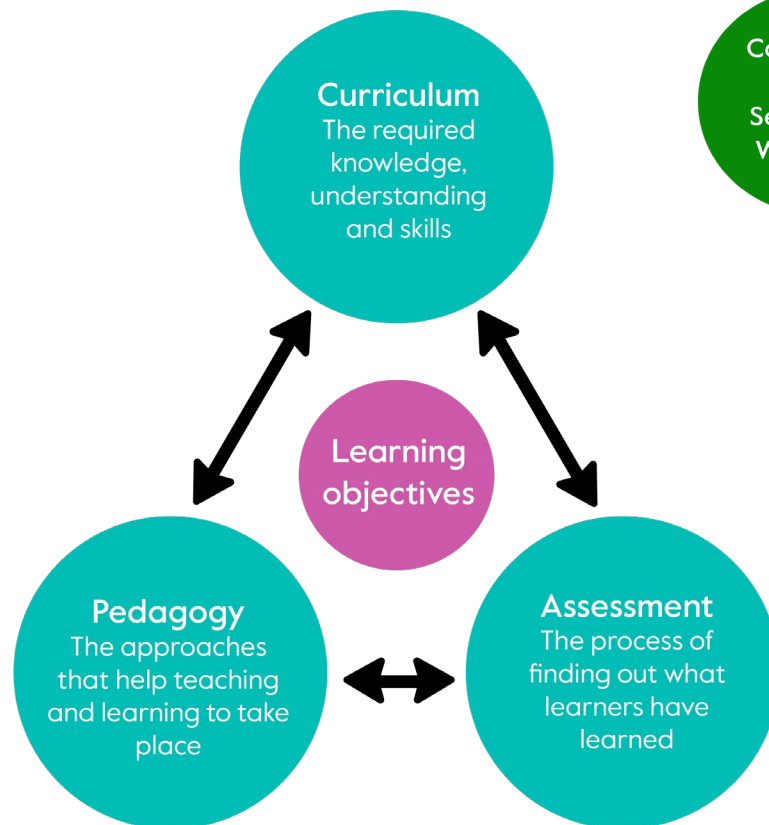 Curriculum
The required
knowledge,
understanding
and skills
Learning
objectives
Pedagogy
The approaches
that help teaching
and learning to take
place
Assessment
The process of
finding out what
learners have
learned